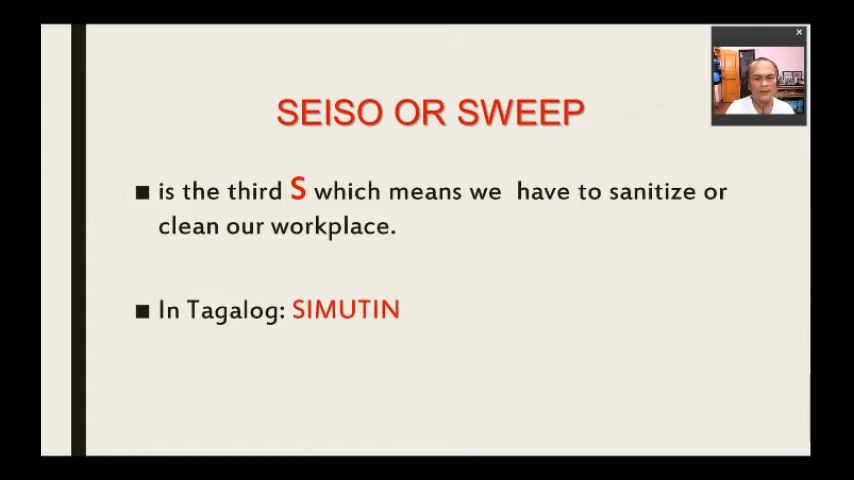 SEISO OR SWEEP
■ is the third S which means we have to sanitize or
clean our workplace.
■ In Tagalog: SIMUTIN